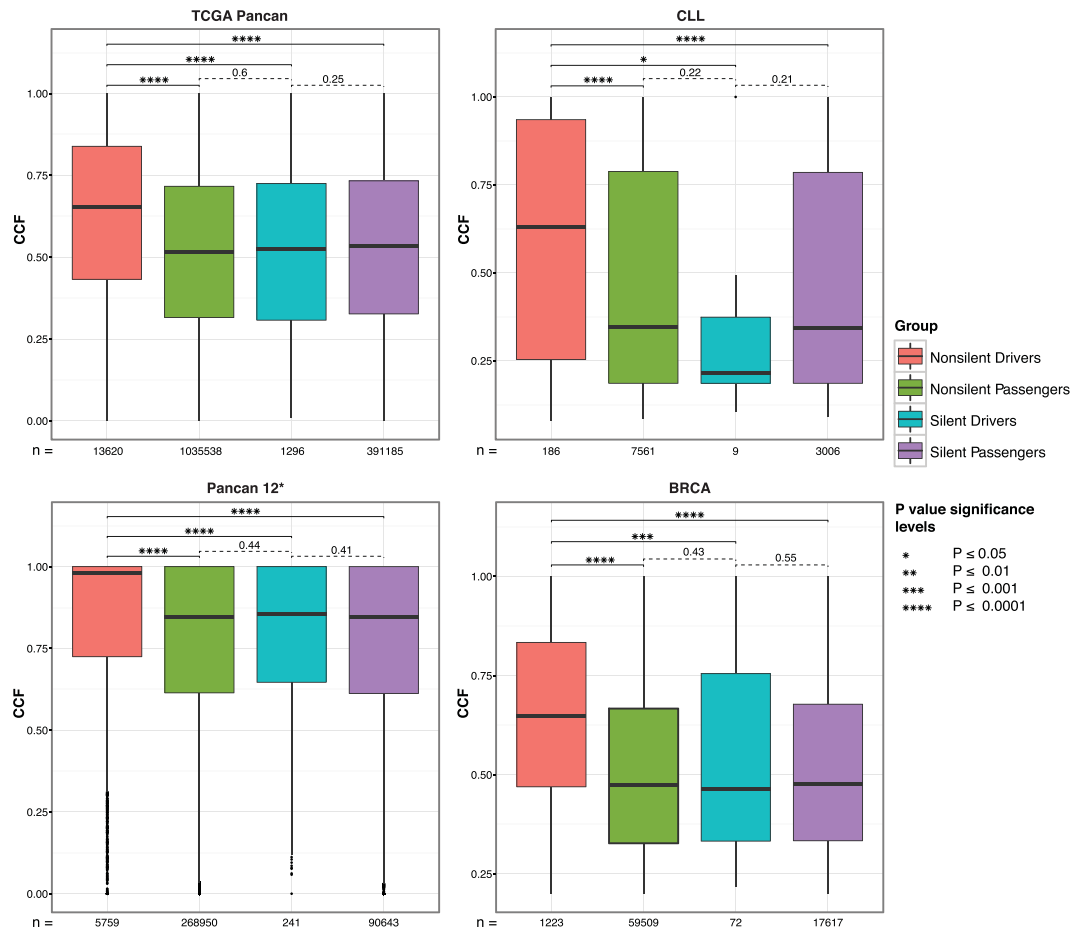 TCGA Pancan
****
****
****
0.6
0.25
1.00
0.75
0.50
0.25
0.00
CCF
n =
13620
1035538
1296
391185
CLL
****
*
****
0.22
0.21
1.00
0.75
0.50
0.25
CCF
n =
186
7561
9
3006
Group
Nonsilent Drivers
Nonsilent Passengers
Silent Drivers
Silent Passengers
Pancan 12*
****
****
****
0.44
0.41
1.00
0.75
0.50
0.25
0.00
CCF
n =
5759
268950
241
90643
BRCA
****
***
****
0.43
0.55
1.00
0.75
0.50
0.25
CCF
n =
1223
59509
72
17617
P value significance
levels
* P ≤ 0.05
** P ≤ 0.01
*** P ≤ 0.001
**** P ≤ 0.0001